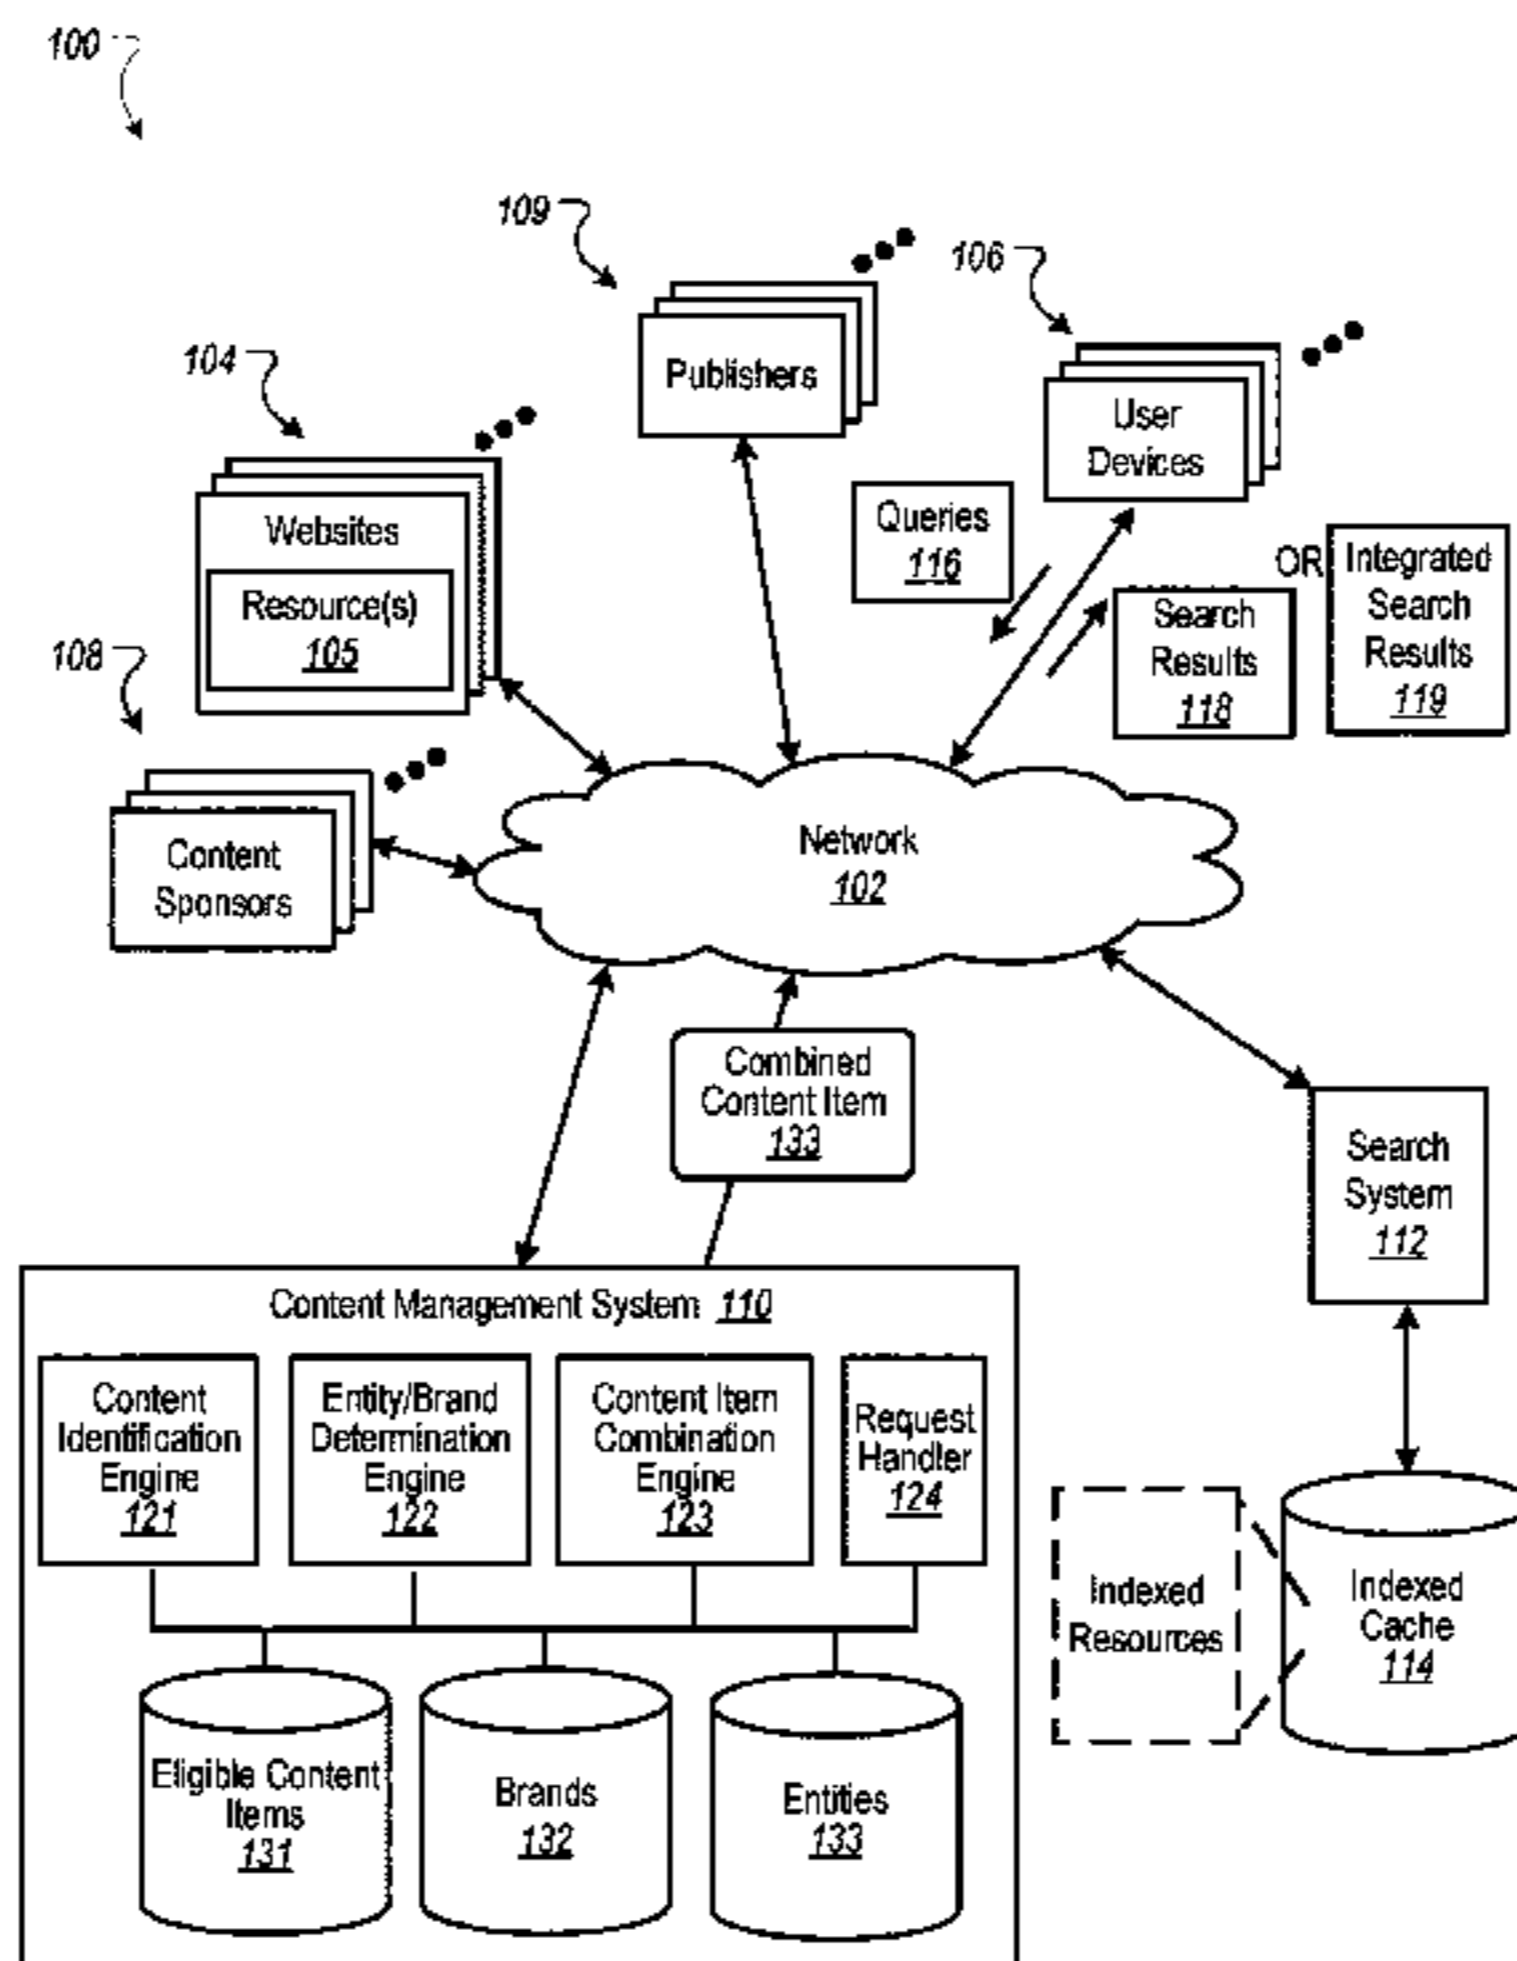 100
109
106
104
Publishers
User
Devices
Websites
Resource(s)
105
Queries
116
OR
Integrated
Search
Results
119
Search
Results
118
108
Content
Sponsors
Network
102
Combined
Content Item
133
Search
System
112
Content Management System 110
Content
Identification
Engine
121
Entity/Brand
Determination
Engine
122
Content Item
Combination
Engine
123
Request
Handler
124
Indexed
Resources
Indexed
Cache
114
Eligible Content
Items
131
Brands
132
Entities
133